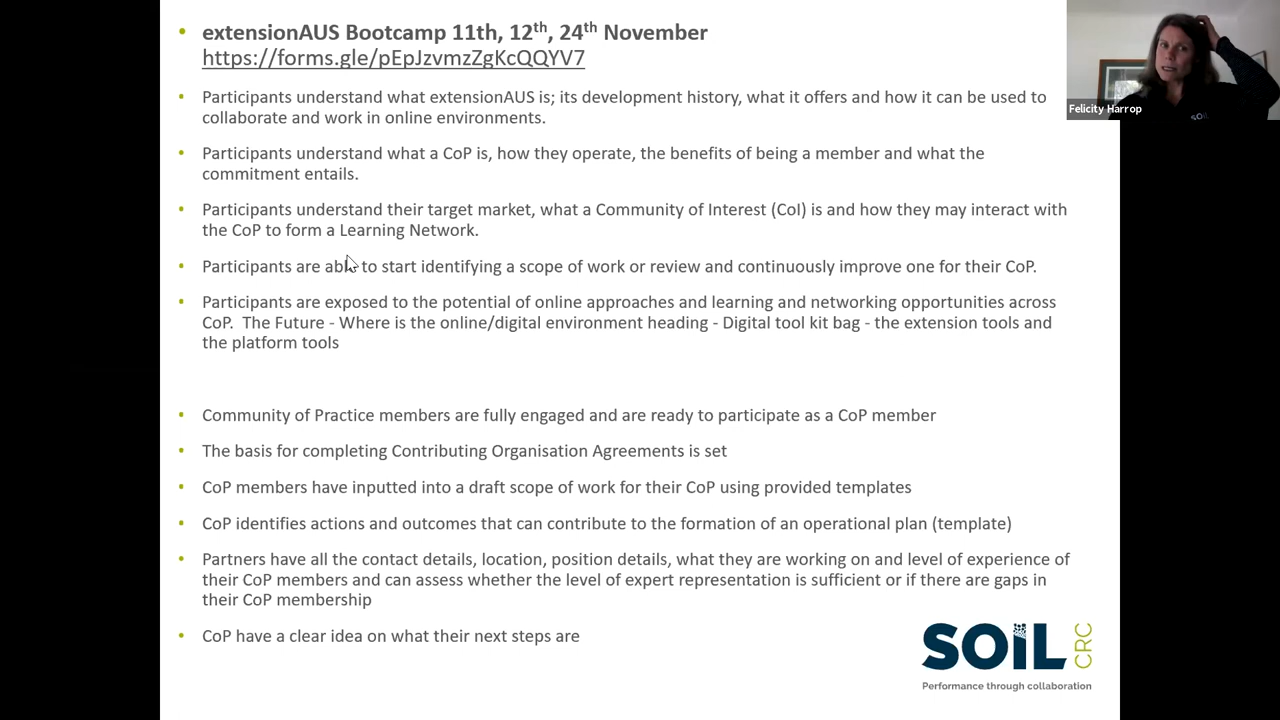 • extensionAUS Bootcamp 11th, 12th, 24th November
https://forms.gle/pEpJzvmzZgKcQQYV7
• Participants understand what extensionAUS is; its development history, what it offers and how it can be used to
collaborate and work in online environments.
• Participants understand what a CoP is, how they operate, the benefits of being a member and what the
commitment entails.
• Participants understand their target market, what a Community of Interest (CoI) is and how they may interact with
the CoP to form a Learning Network.
• Participants are able to start identifying a scope of work or review and continuously improve one for their CoP.
• Participants are exposed to the potential of online approaches and learning and networking opportunities across
CoP. The Future - Where is the online/digital environment heading - Digital tool kit bag - the extension tools and
the platform tools
• Community of Practice members are fully engaged and are ready to participate as a CoP member
• The basis for completing Contributing Organisation Agreements is set
• CoP members have inputted into a draft scope of work for their CoP using provided templates
• CoP identifies actions and outcomes that can contribute to the formation of an operational plan (template)
• Partners have all the contact details, location, position details, what they are working on and level of experience of
their CoP members and can assess whether the level of expert representation is sufficient or if there are gaps in
their CoP membership
• CoP have a clear idea on what their next steps are
SOiL CRC
Performance through collaboration
Felicity Harrop
SOiL